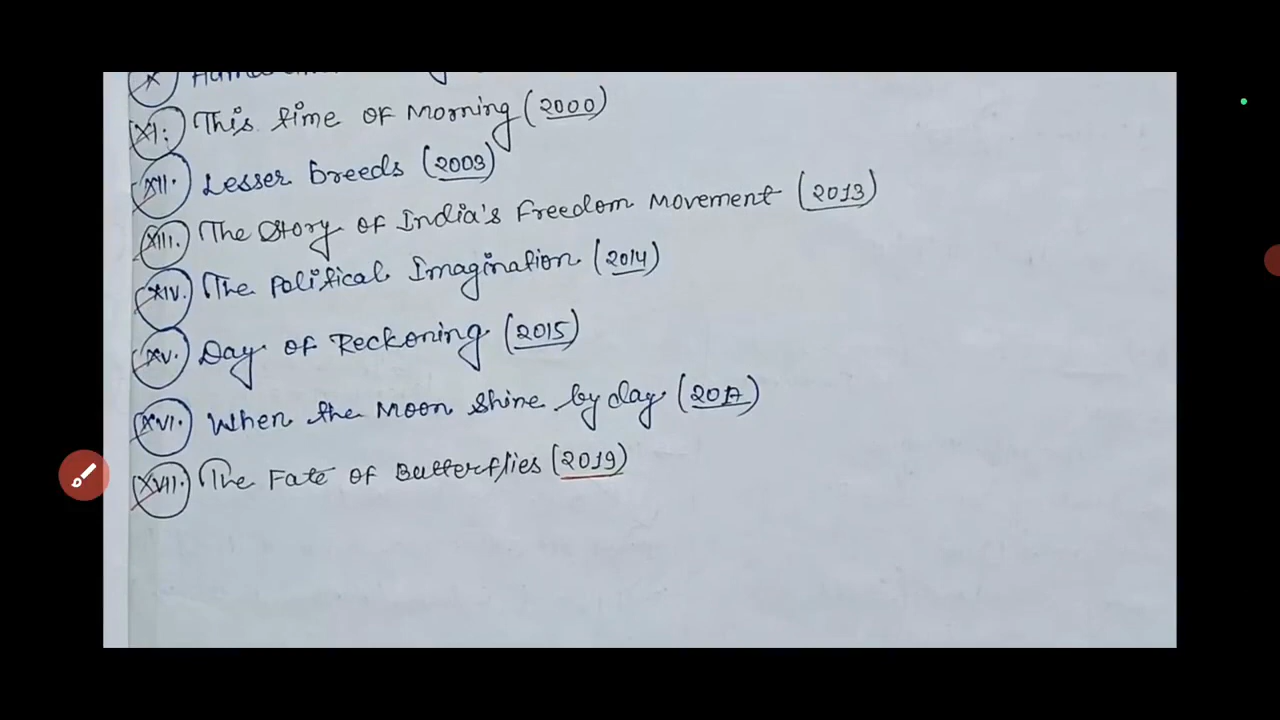 X
XI. This time of Morning (2000)
XII. Lesser breeds (2003)
XIII. The Story of India's Freedom Movement (2013)
XIV. The Political Imagination (2014)
XV. Day of Reckoning (2015)
XVI. When the Moon Shine by day (2017)
XVII. The Fate of Butterflies (2019)